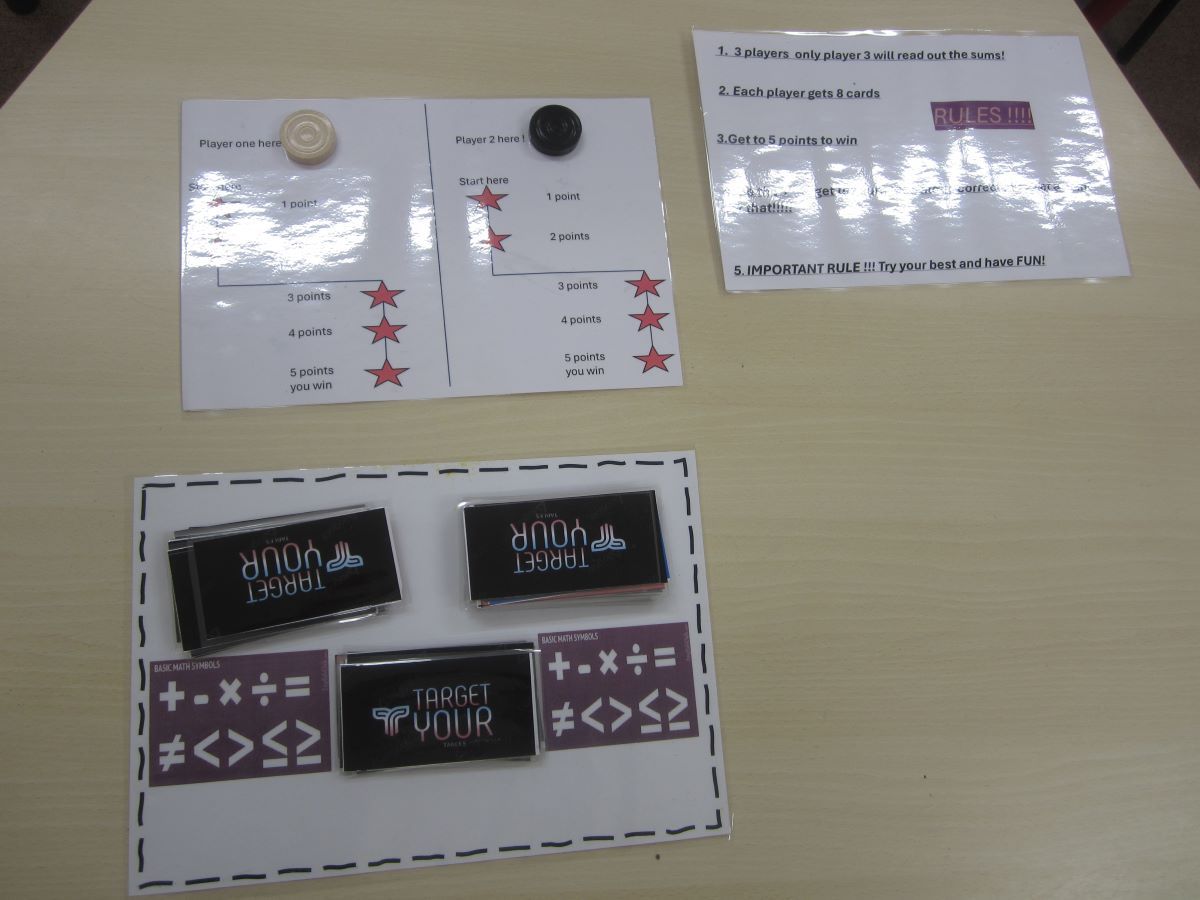 Player one here
1 point
3 points
4 points
5 points
you win
Player 2 here !
Start here
1 point
2 points
3 points
4 points
5 points
you win
1. 3 players only player 3 will read out the sums!
2. Each player gets 8 cards
RULES !!!!
3.Get to 5 points to win
that!!!!!
5. IMPORTANT RULE !!! Try your best and have FUN!
TARGET
YOUR
TABLES
TARGET
YOUR
TABLES
BASIC MATH SYMBOLS
+ - × ÷ =
≠ < > ≤ ≥
TARGET
YOUR
TABLES
BASIC MATH SYMBOLS
+ - × ÷ =
≠ < > ≤ ≥